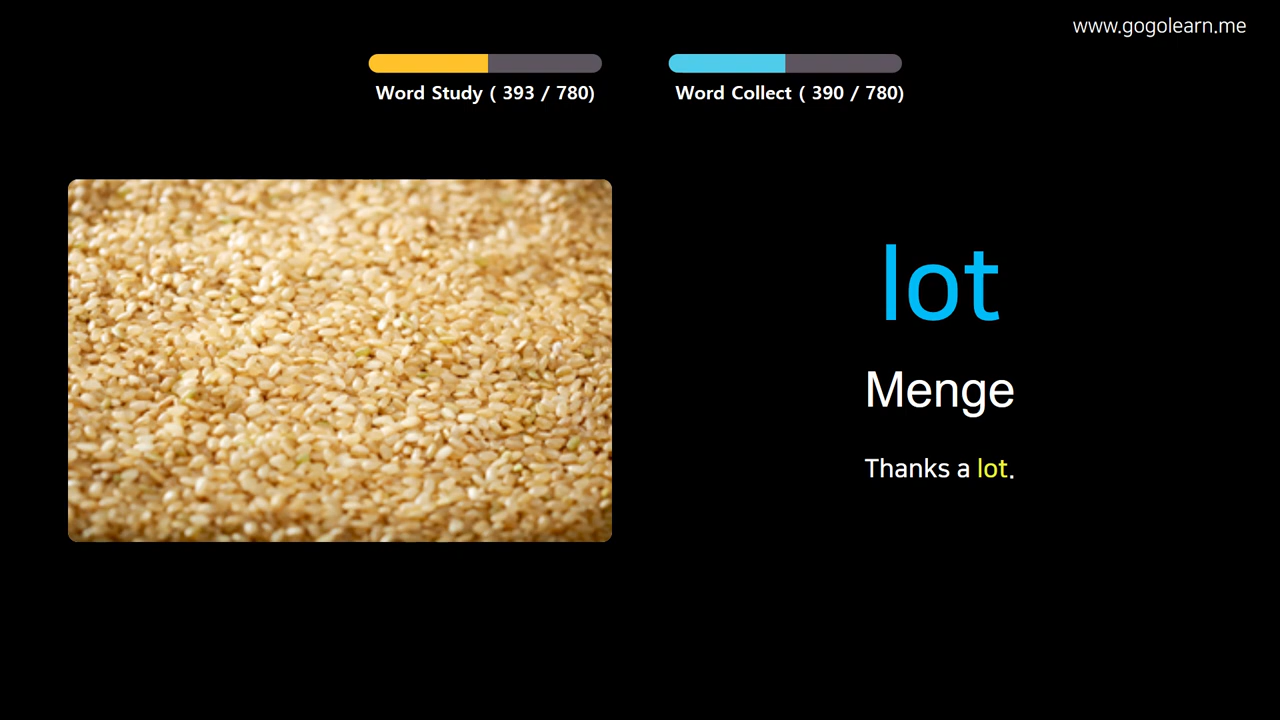 www.gogolearn.me
Word Study ( 393 / 780)
Word Collect ( 390 / 780)
lot
Menge
Thanks a lot.